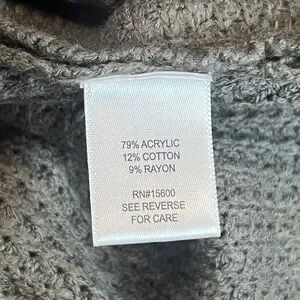 79% ACRYLIC
12% COTTON
9% RAYON
RN#15600
SEE REVERSE
FOR CARE